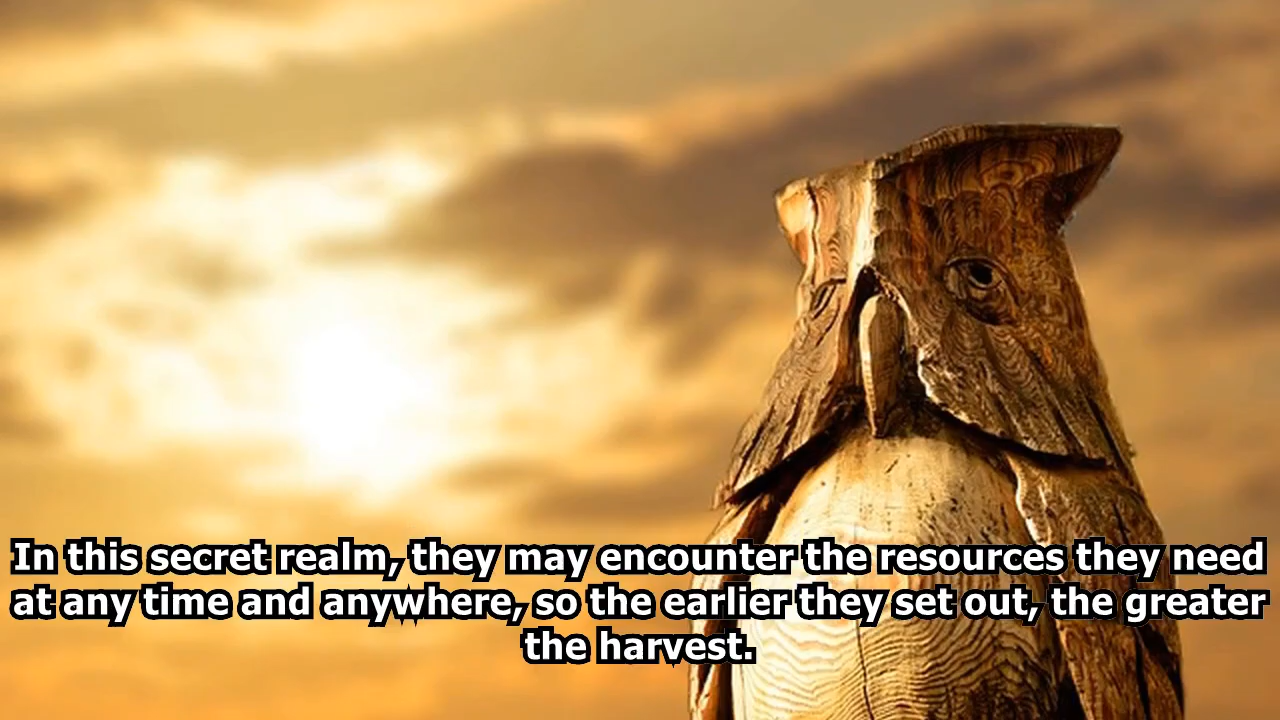 In this secret realm, they may encounter the resources they need
at any time and anywhere, so the earlier they set out, the greater
the harvest.